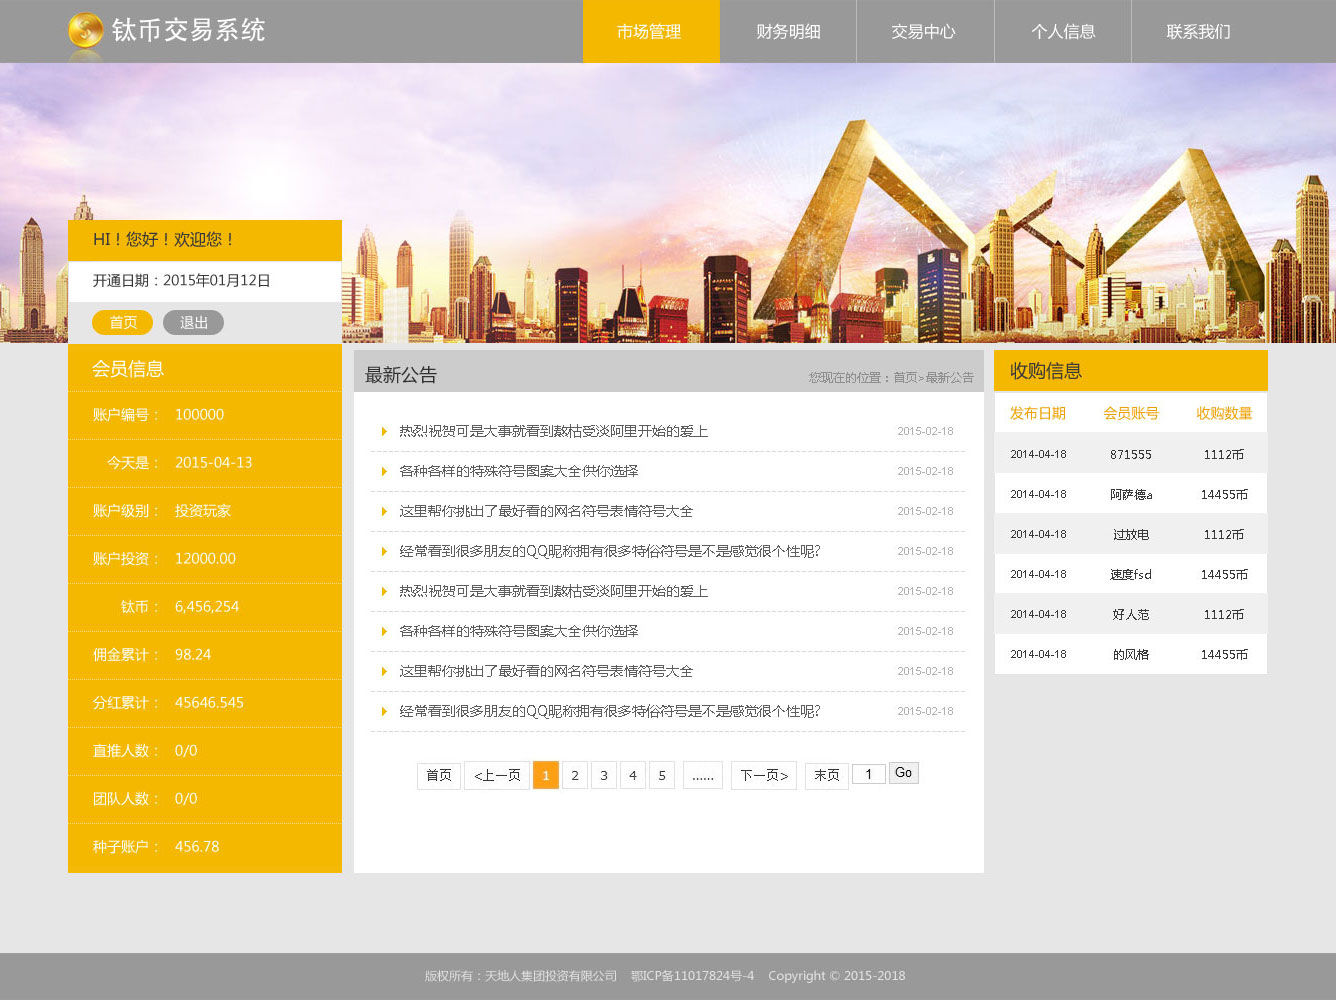 钛币交易系统
市场管理 财务明细 交易中心 个人信息 联系我们
HI！您好！欢迎您！
开通日期：2015年01月12日
首页 退出
会员信息
账户编号： 100000
今天是： 2015-04-13
账户级别： 投资玩家
账户投资： 12000.00
钛币： 6,456,254
佣金累计： 98.24
分红累计： 45646.545
直推人数： 0/0
团队人数： 0/0
种子账户： 456.78
最新公告 您现在的位置：首页>最新公告
热烈祝贺可是大事就看到熬枯受淡阿里开始的爱上 2015-02-18
各种各样的特殊符号图案大全供你选择 2015-02-18
这里帮你挑出了最好看的网名符号表情符号大全 2015-02-18
经常看到很多朋友的QQ昵称拥有很多特俗符号是不是感觉很个性呢? 2015-02-18
热烈祝贺可是大事就看到熬枯受淡阿里开始的爱上 2015-02-18
各种各样的特殊符号图案大全供你选择 2015-02-18
这里帮你挑出了最好看的网名符号表情符号大全 2015-02-18
经常看到很多朋友的QQ昵称拥有很多特俗符号是不是感觉很个性呢? 2015-02-18
首页 <上一页 1 2 3 4 5 ...... 下一页> 末页 1 Go
收购信息
发布日期 会员账号 收购数量
2014-04-18 871555 1112币
2014-04-18 阿萨德a 14455币
2014-04-18 过放电 1112币
2014-04-18 速度fsd 14455币
2014-04-18 好人范 1112币
2014-04-18 的风格 14455币
版权所有：天地人集团投资有限公司 鄂ICP备11017824号-4 Copyright © 2015-2018